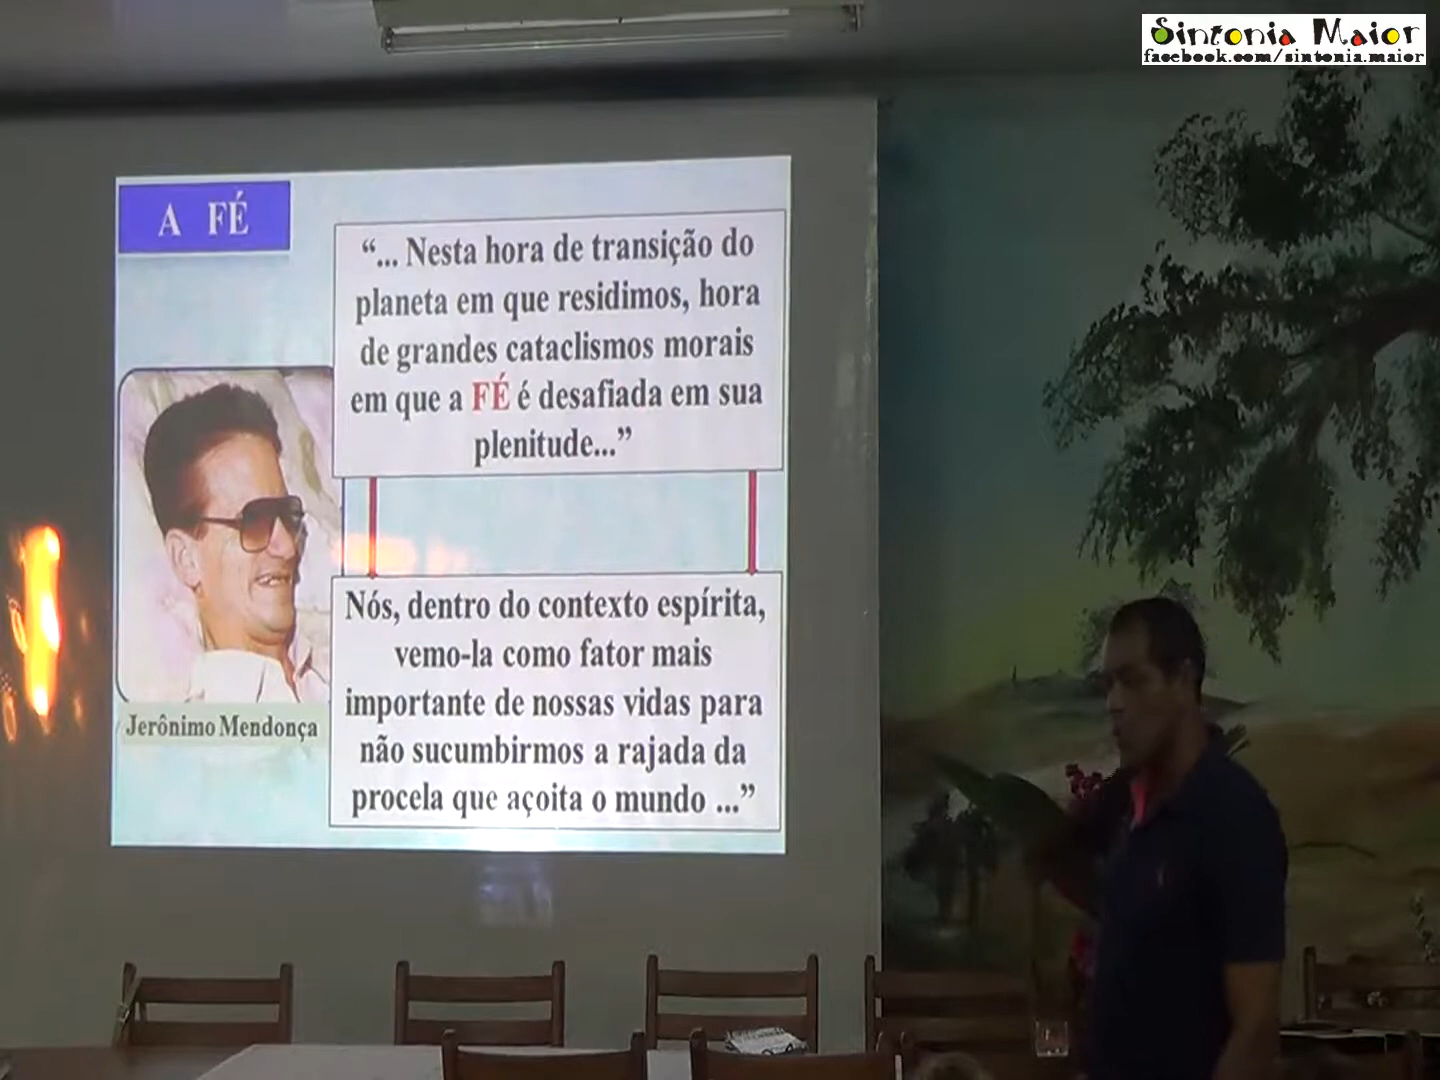 Sintonia Maior
facebook.com/sintonia.maior
A FÉ
“... Nesta hora de transição do
planeta em que residimos, hora
de grandes cataclismos morais
em que a FÉ é desafiada em sua
plenitude...”
Jerônimo Mendonça
Nós, dentro do contexto espírita,
vemo-la como fator mais
importante de nossas vidas para
não sucumbirmos a rajada da
procela que açoita o mundo ...”